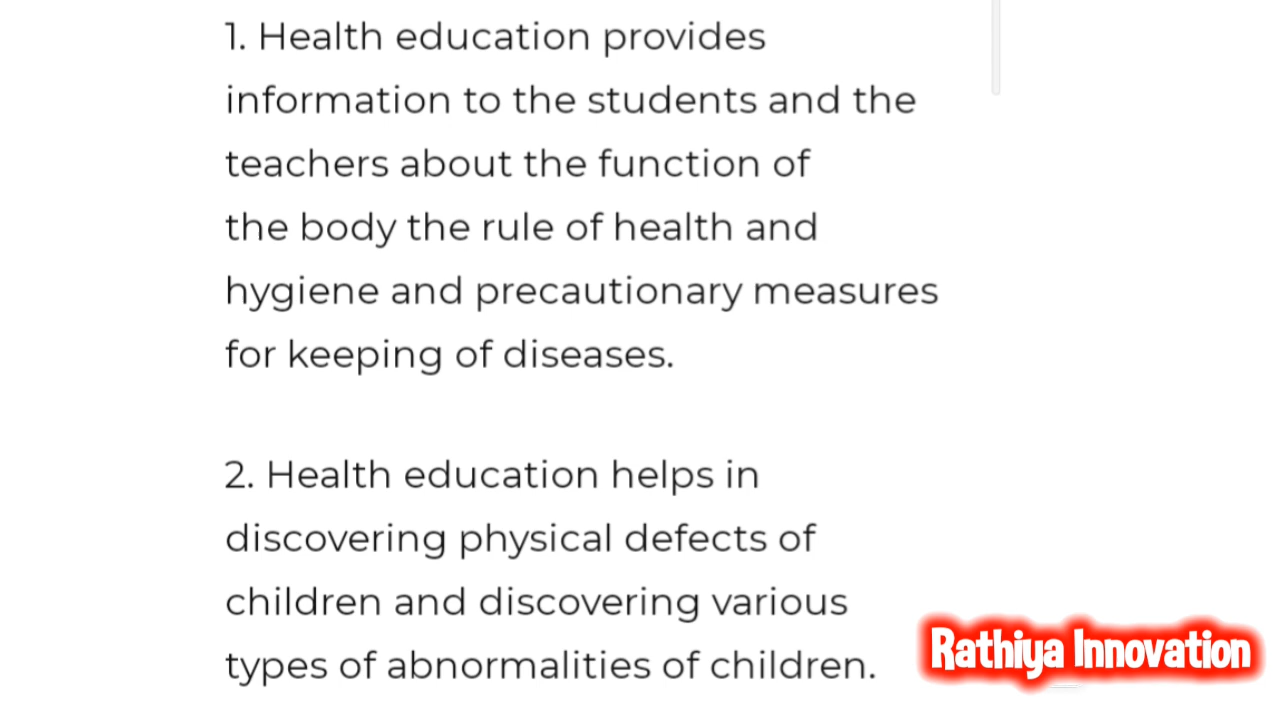 1. Health education provides
information to the students and the
teachers about the function of
the body the rule of health and
hygiene and precautionary measures
for keeping of diseases.
2. Health education helps in
discovering physical defects of
children and discovering various
types of abnormalities of children.
Rathiya Innovation